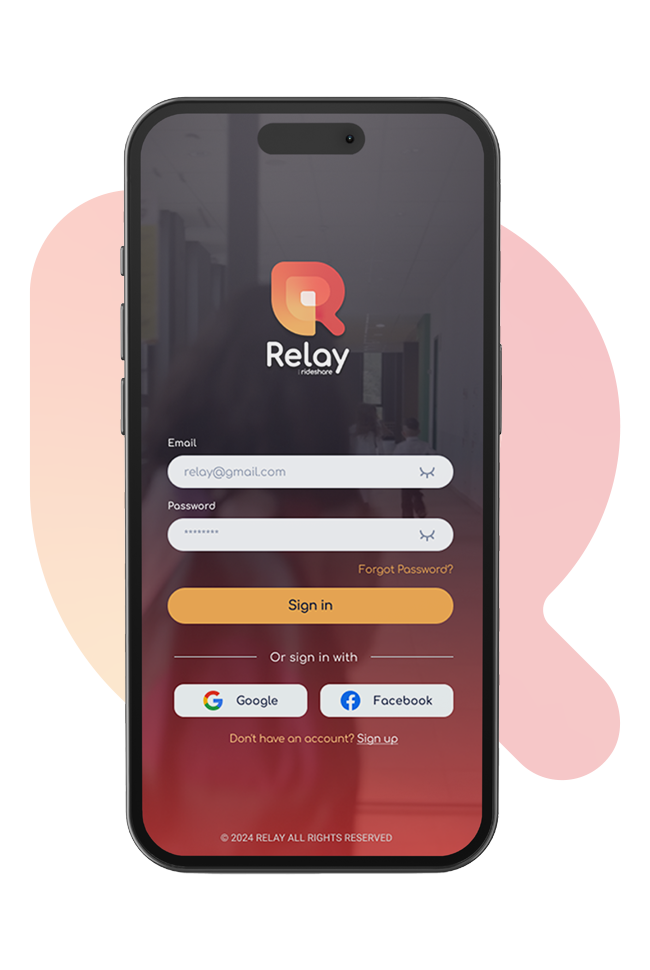 Relay
| rideshare
Email
relay@gmail.com
Password
********
Forgot Password?
Sign in
Or sign in with
Google
Facebook
Don't have an account? Sign up
© 2024 RELAY ALL RIGHTS RESERVED